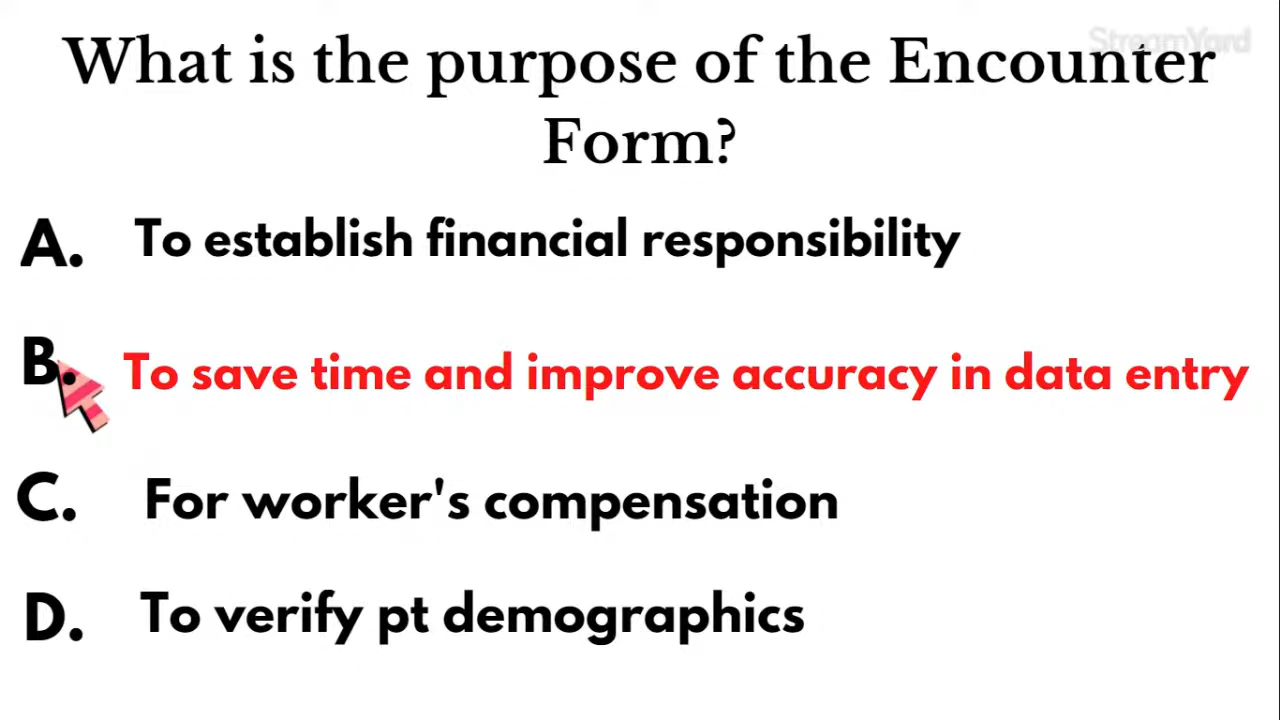 StreamYard
What is the purpose of the Encounter
Form?
A. To establish financial responsibility
B. To save time and improve accuracy in data entry
C. For worker's compensation
D. To verify pt demographics